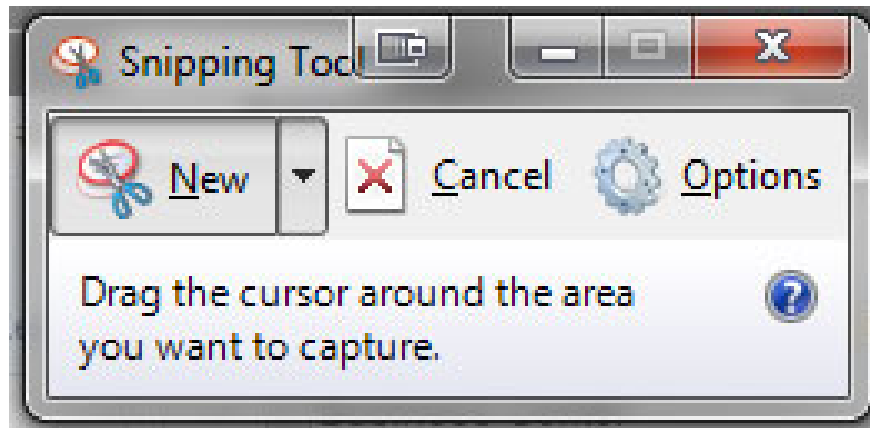 Snipping Tool
New Cancel Options
Drag the cursor around the area
you want to capture.